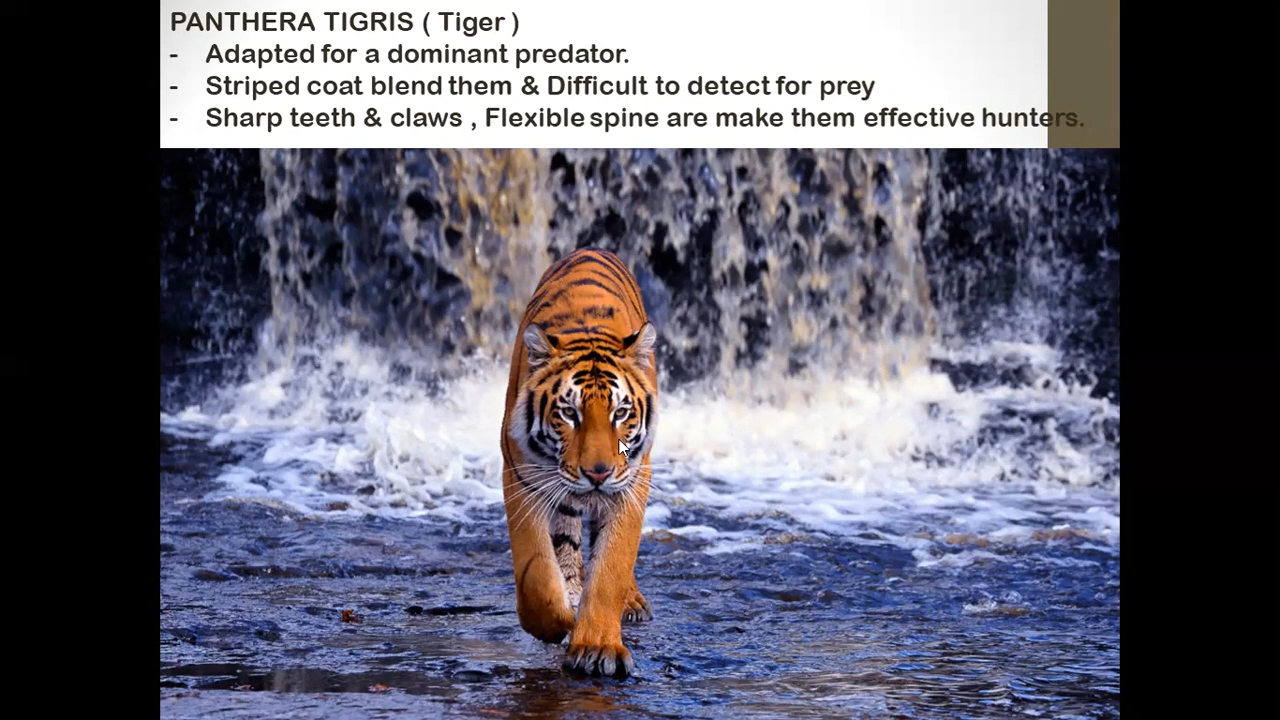 PANTHERA TIGRIS ( Tiger )
- Adapted for a dominant predator.
- Striped coat blend them & Difficult to detect for prey
- Sharp teeth & claws , Flexible spine are make them effective hunters.